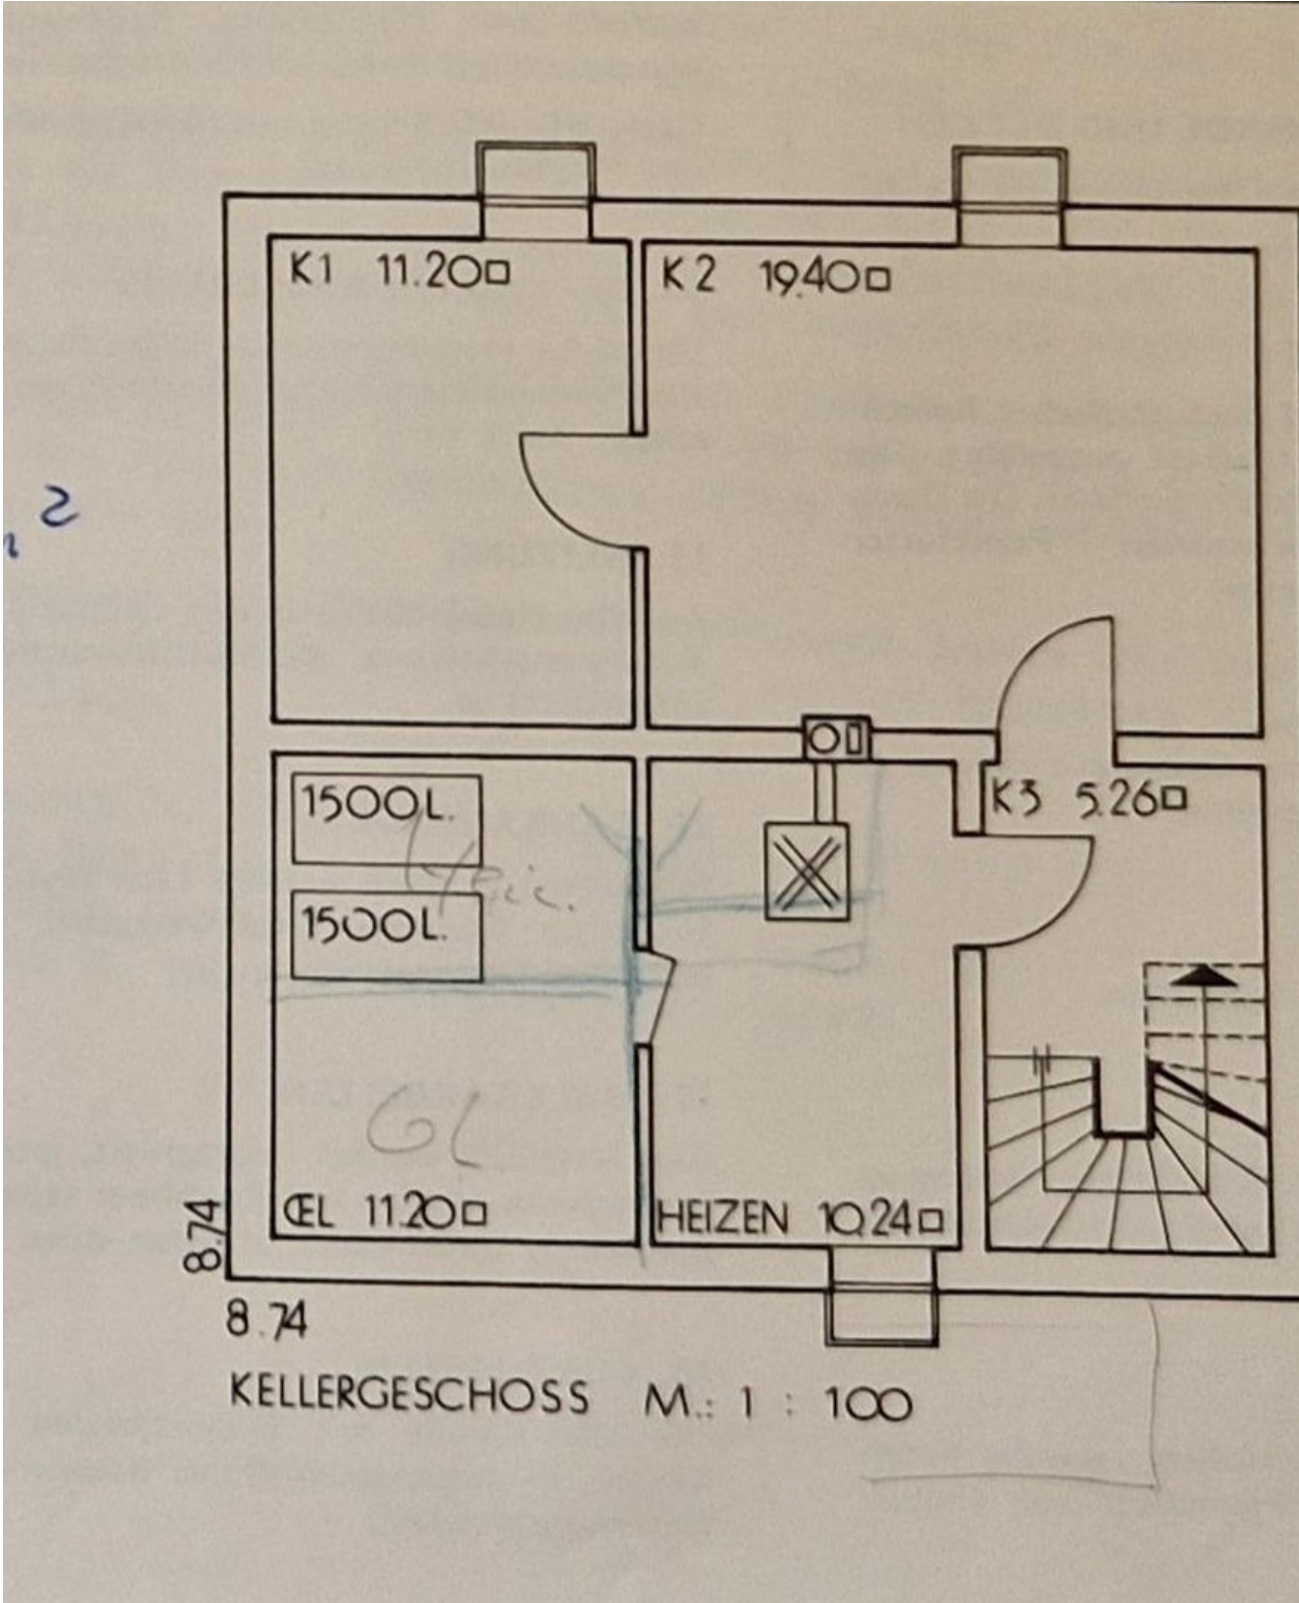 K1 11.20□
K2 19.40□
2
1500L.
K3 5.26□
1500L.
ŒL 11.20□
HEIZEN 10.24□
8.74
8.74
KELLERGESCHOSS M.: 1 : 100